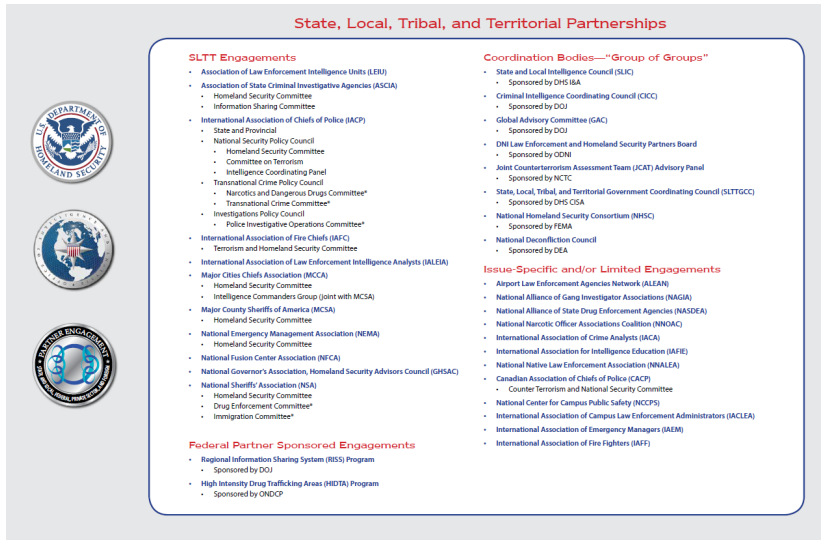 State, Local, Tribal, and Territorial Partnerships
U.S. DEPARTMENT OF
HOMELAND SECURITY
PARTNER ENGAGEMENT
SLTT Engagements
• Association of Law Enforcement Intelligence Units (LEIU)
• Association of State Criminal Investigative Agencies (ASCIA)
• Homeland Security Committee
• Information Sharing Committee
• International Association of Chiefs of Police (IACP)
• State and Provincial
• National Security Policy Council
• Homeland Security Committee
• Committee on Terrorism
• Intelligence Coordinating Panel
• Transnational Crime Policy Council
• Narcotics and Dangerous Drugs Committee*
• Transnational Crime Committee*
• Investigations Policy Council
• Police Investigative Operations Committee*
• International Association of Fire Chiefs (IAFC)
• Terrorism and Homeland Security Committee
• International Association of Law Enforcement Intelligence Analysts (IALEIA)
• Major Cities Chiefs Association (MCCA)
• Homeland Security Committee
• Intelligence Commanders Group (joint with MCSA)
• Major County Sheriffs of America (MCSA)
• Homeland Security Committee
• National Emergency Management Association (NEMA)
• Homeland Security Committee
• National Fusion Center Association (NFCA)
• National Governor's Association, Homeland Security Advisors Council (GHSAC)
• National Sheriffs' Association (NSA)
• Homeland Security Committee
• Drug Enforcement Committee*
• Immigration Committee*
Federal Partner Sponsored Engagements
• Regional Information Sharing System (RISS) Program
• Sponsored by DOJ
• High Intensity Drug Trafficking Areas (HIDTA) Program
• Sponsored by ONDCP
Coordination Bodies—“Group of Groups”
• State and Local Intelligence Council (SLIC)
• Sponsored by DHS I&A
• Criminal Intelligence Coordinating Council (CICC)
• Sponsored by DOJ
• Global Advisory Committee (GAC)
• Sponsored by DOJ
• DNI Law Enforcement and Homeland Security Partners Board
• Sponsored by ODNI
• Joint Counterterrorism Assessment Team (JCAT) Advisory Panel
• Sponsored by NCTC
• State, Local, Tribal, and Territorial Government Coordinating Council (SLTTGCC)
• Sponsored by DHS CISA
• National Homeland Security Consortium (NHSC)
• Sponsored by FEMA
• National Deconfliction Council
• Sponsored by DEA
Issue-Specific and/or Limited Engagements
• Airport Law Enforcement Agencies Network (ALEAN)
• National Alliance of Gang Investigator Associations (NAGIA)
• National Alliance of State Drug Enforcement Agencies (NASDEA)
• National Narcotic Officer Associations Coalition (NNOAC)
• International Association of Crime Analysts (IACA)
• International Association for Intelligence Education (IAFIE)
• National Native Law Enforcement Association (NNALEA)
• Canadian Association of Chiefs of Police (CACP)
• Counter Terrorism and National Security Committee
• National Center for Campus Public Safety (NCCPS)
• International Association of Campus Law Enforcement Administrators (IACLEA)
• International Association of Emergency Managers (IAEM)
• International Association of Fire Fighters (IAFF)